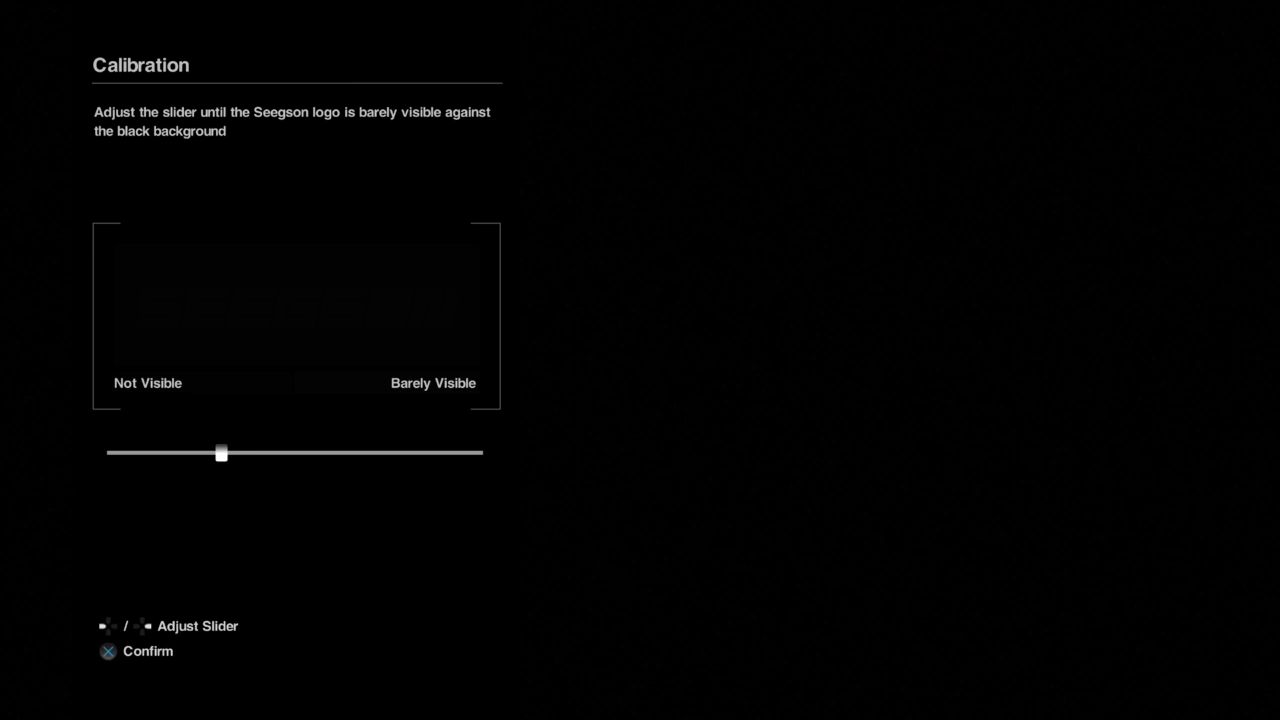 Calibration
Adjust the slider until the Seegson logo is barely visible against
the black background
Not Visible
Barely Visible
/ Adjust Slider
Confirm